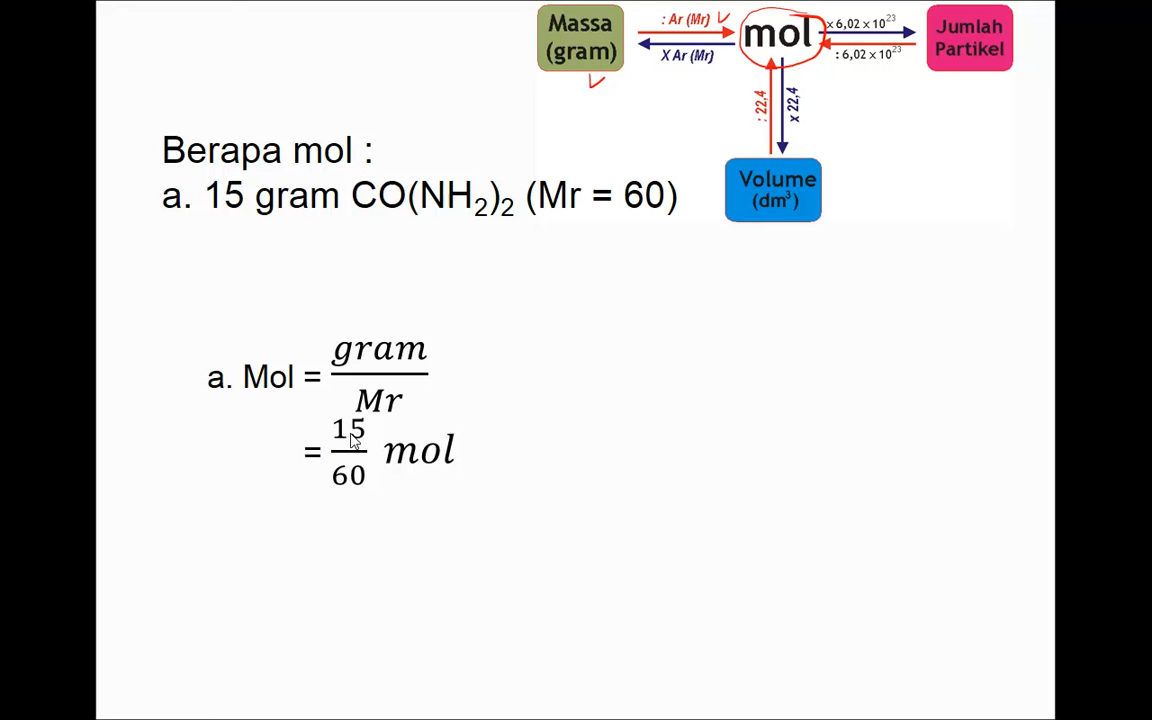 Massa
(gram)
: Ar (Mr)
X Ar (Mr)
mol
x 6,02 x 10²³
: 6,02 x 10²³
Jumlah
Partikel
: 22,4
x 22,4
Volume
(dm³)
Berapa mol :
a. 15 gram CO(NH₂)₂ (Mr = 60)
a. Mol = gram / Mr
= 15 / 60 mol